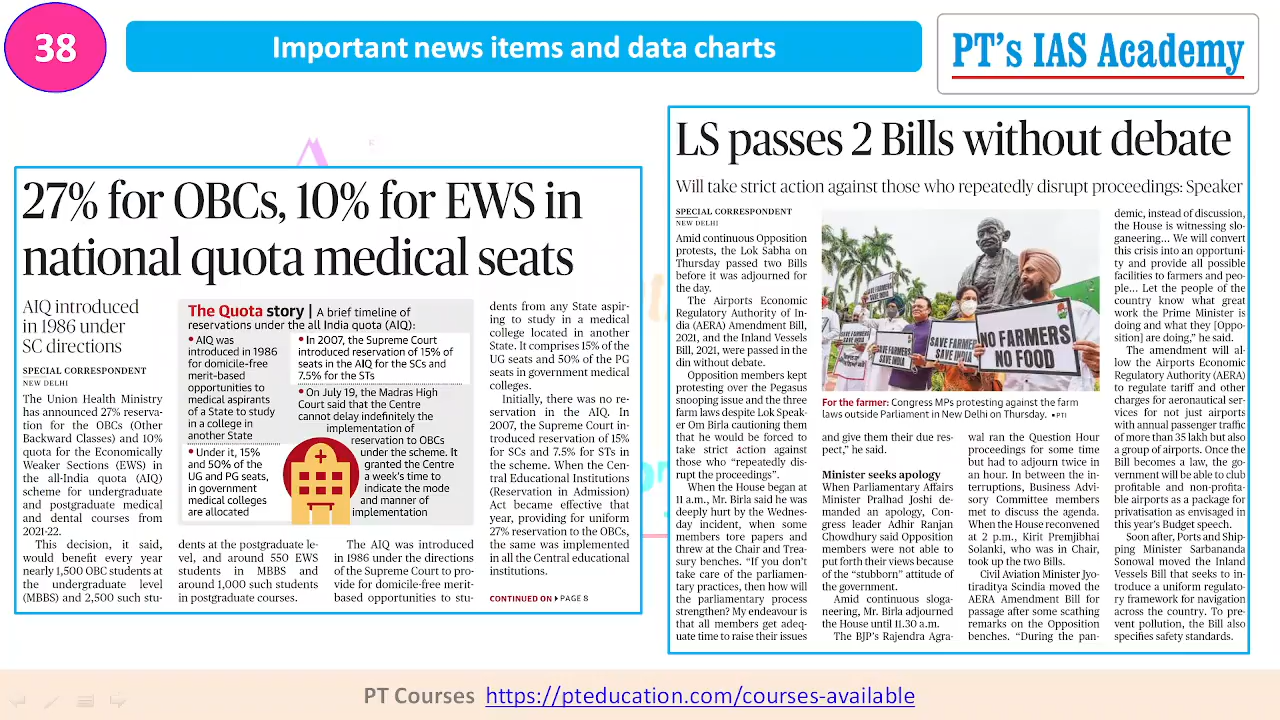 38
Important news items and data charts
PT's IAS Academy
27% for OBCs, 10% for EWS in
national quota medical seats
AIQ introduced
in 1986 under
SC directions
SPECIAL CORRESPONDENT
NEW DELHI
The Union Health Ministry
has announced 27% reserva-
tion for the OBCs (Other
Backward Classes) and 10%
quota for the Economically
Weaker Sections (EWS) in
the all-India quota (AIQ)
scheme for undergraduate
and postgraduate medical
and dental courses from
2021-22.
This decision, it said,
would benefit every year
nearly 1,500 OBC students at
the undergraduate level
(MBBS) and 2,500 such stu-
The Quota story | A brief timeline of
reservations under the all India quota (AIQ):
• AIQ was
introduced in 1986
for domicile-free
merit-based
opportunities to
medical aspirants
of a State to study
in a college in
another State
• Under it, 15%
and 50% of the
UG and PG seats,
in government
medical colleges
are allocated
• In 2007, the Supreme Court
introduced reservation of 15% of
seats in the AIQ for the SCs and
7.5% for the STs
• On July 19, the Madras High
Court said that the Centre
cannot delay indefinitely the
implementation of
reservation to OBCs
under the scheme. It
granted the Centre
a week's time to
indicate the mode
and manner of
implementation
dents at the postgraduate le-
vel, and around 550 EWS
students in MBBS and
around 1,000 such students
in postgraduate courses.
The AIQ was introduced
in 1986 under the directions
of the Supreme Court to pro-
vide for domicile-free merit-
based opportunities to stu-
dents from any State aspir-
ing to study in a medical
college located in another
State. It comprises 15% of the
UG seats and 50% of the PG
seats in government medical
colleges.
Initially, there was no re-
servation in the AIQ. In
2007, the Supreme Court in-
troduced reservation of 15%
for SCs and 7.5% for STs in
the scheme. When the Cen-
tral Educational Institutions
(Reservation in Admission)
Act became effective that
year, providing for uniform
27% reservation to the OBCs,
the same was implemented
in all the Central educational
institutions.
CONTINUED ON ▸ PAGE 8
LS passes 2 Bills without debate
Will take strict action against those who repeatedly disrupt proceedings: Speaker
SPECIAL CORRESPONDENT
NEW DELHI
Amid continuous Opposition
protests, the Lok Sabha on
Thursday passed two Bills
before it was adjourned for
the day.
The Airports Economic
Regulatory Authority of In-
dia (AERA) Amendment Bill,
2021, and the Inland Vessels
Bill, 2021, were passed in the
din without debate.
Opposition members kept
protesting over the Pegasus
snooping issue and the three
farm laws despite Lok Speak-
er Om Birla cautioning them
that he would be forced to
take strict action against
those who “repeatedly dis-
rupt the proceedings”.
When the House began at
11 a.m., Mr. Birla said he was
deeply hurt by the Wednes-
day incident, when some
members tore papers and
threw at the Chair and Trea-
sury benches. “If you don't
take care of the parliamen-
tary practices, then how will
the parliamentary process
strengthen? My endeavour is
that all members get adeq-
uate time to raise their issues
SAVE FARMERS
SAVE INDIA
SAVE FARMERS
SAVE INDIA
SAVE FARMERS
SAVE INDIA
SAVE FARMERS
SAVE INDIA
NO FARMERS
NO FOOD
For the farmer: Congress MPs protesting against the farm
laws outside Parliament in New Delhi on Thursday. • PTI
and give them their due res-
pect,” he said.
Minister seeks apology
When Parliamentary Affairs
Minister Pralhad Joshi de-
manded an apology, Con-
gress leader Adhir Ranjan
Chowdhury said Opposition
members were not able to
put forth their views because
of the “stubborn” attitude of
the government.
Amid continuous sloga-
neering, Mr. Birla adjourned
the House until 11.30 a.m.
The BJP's Rajendra Agra-
wal ran the Question Hour
proceedings for some time
but had to adjourn twice in
an hour. In between the in-
terruptions, Business Advi-
sory Committee members
met to discuss the agenda.
When the House reconvened
at 2 p.m., Kirit Premjibhai
Solanki, who was in Chair,
took up the two Bills.
Civil Aviation Minister Jyo-
tiraditya Scindia moved the
AERA Amendment Bill for
passage after some scathing
remarks on the Opposition
benches. “During the pan-
demic, instead of discussion,
the House is witnessing slo-
ganeering... We will convert
this crisis into an opportuni-
ty and provide all possible
facilities to farmers and peo-
ple... Let the people of the
country know what great
work the Prime Minister is
doing and what they [Oppo-
sition] are doing,” he said.
The amendment will al-
low the Airports Economic
Regulatory Authority (AERA)
to regulate tariff and other
charges for aeronautical ser-
vices for not just airports
with annual passenger traffic
of more than 35 lakh but also
a group of airports. Once the
Bill becomes a law, the go-
vernment will be able to club
profitable and non-profita-
ble airports as a package for
privatisation as envisaged in
this year's Budget speech.
Soon after, Ports and Ship-
ping Minister Sarbananda
Sonowal moved the Inland
Vessels Bill that seeks to in-
troduce a uniform regulato-
ry framework for navigation
across the country. To pre-
vent pollution, the Bill also
specifies safety standards.
PT Courses https://pteducation.com/courses-available